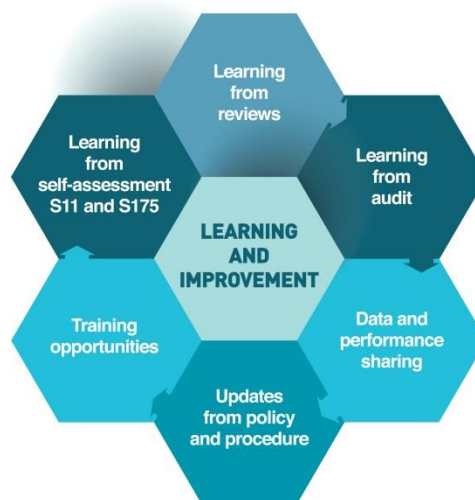 Learning
from
reviews
Learning
from
audit
Data and
performance
sharing
Updates
from policy
and procedure
Training
opportunities
Learning
from
self-assessment
S11 and S175
LEARNING
AND
IMPROVEMENT